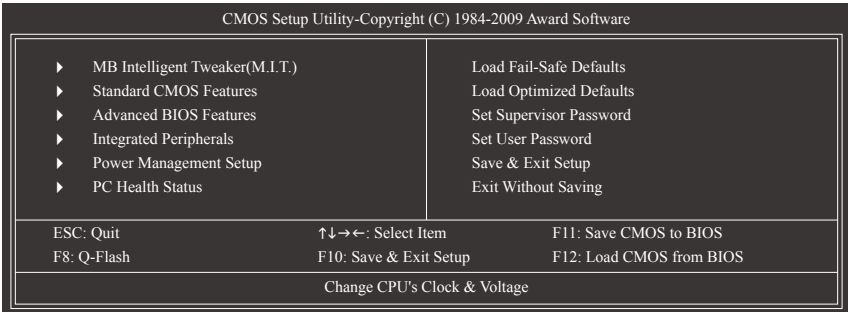 CMOS Setup Utility-Copyright (C) 1984-2009 Award Software
MB Intelligent Tweaker(M.I.T.)
Standard CMOS Features
Advanced BIOS Features
Integrated Peripherals
Power Management Setup
PC Health Status
Load Fail-Safe Defaults
Load Optimized Defaults
Set Supervisor Password
Set User Password
Save & Exit Setup
Exit Without Saving
ESC: Quit ↑↓→←: Select Item F11: Save CMOS to BIOS
F8: Q-Flash F10: Save & Exit Setup F12: Load CMOS from BIOS
Change CPU's Clock & Voltage